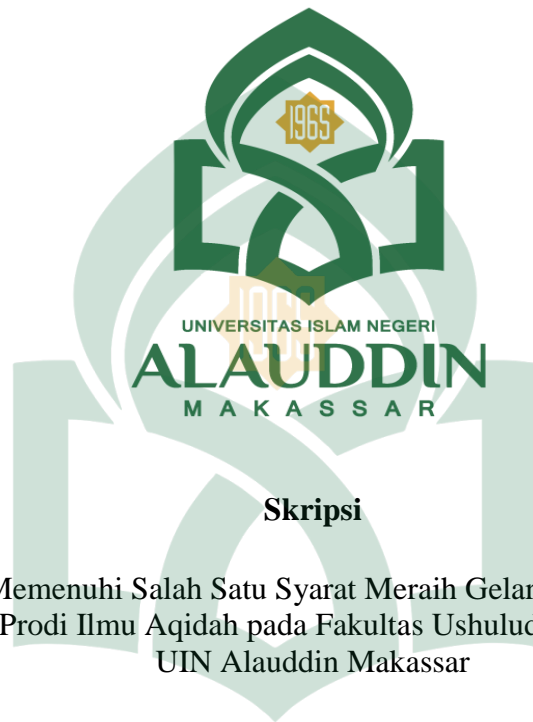 1965
UNIVERSITAS ISLAM NEGERI
ALAUDDIN
MAKASSAR
Skripsi
Memenuhi Salah Satu Syarat Meraih Gelar
Prodi Ilmu Aqidah pada Fakultas
UIN Alauddin Makassar